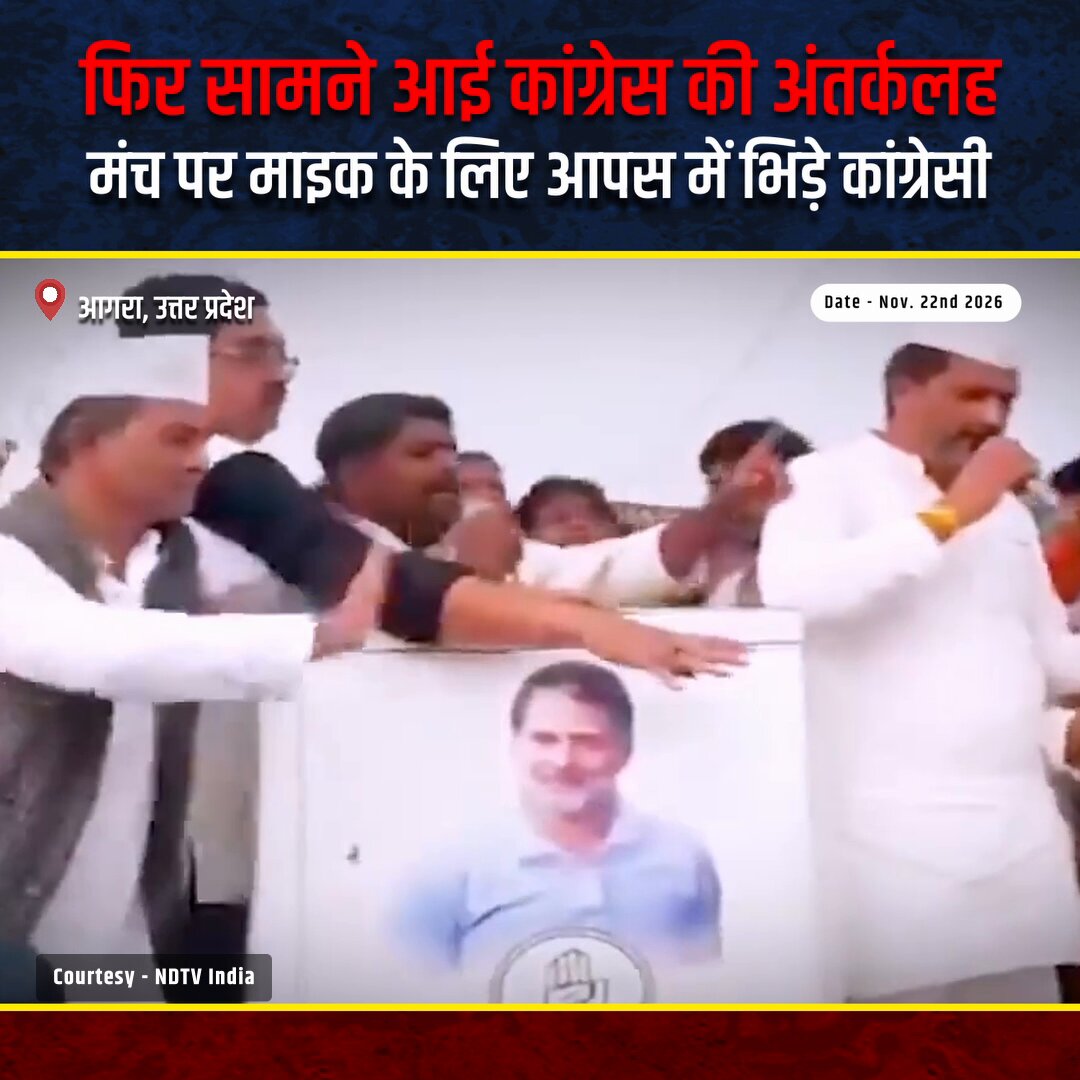 फिर सामने आई कांग्रेस की अंतर्कलह
मंच पर माइक के लिए आपस में भिड़े कांग्रेसी
आगरा, उत्तर प्रदेश
Date - Nov. 22nd 2026
Courtesy - NDTV India